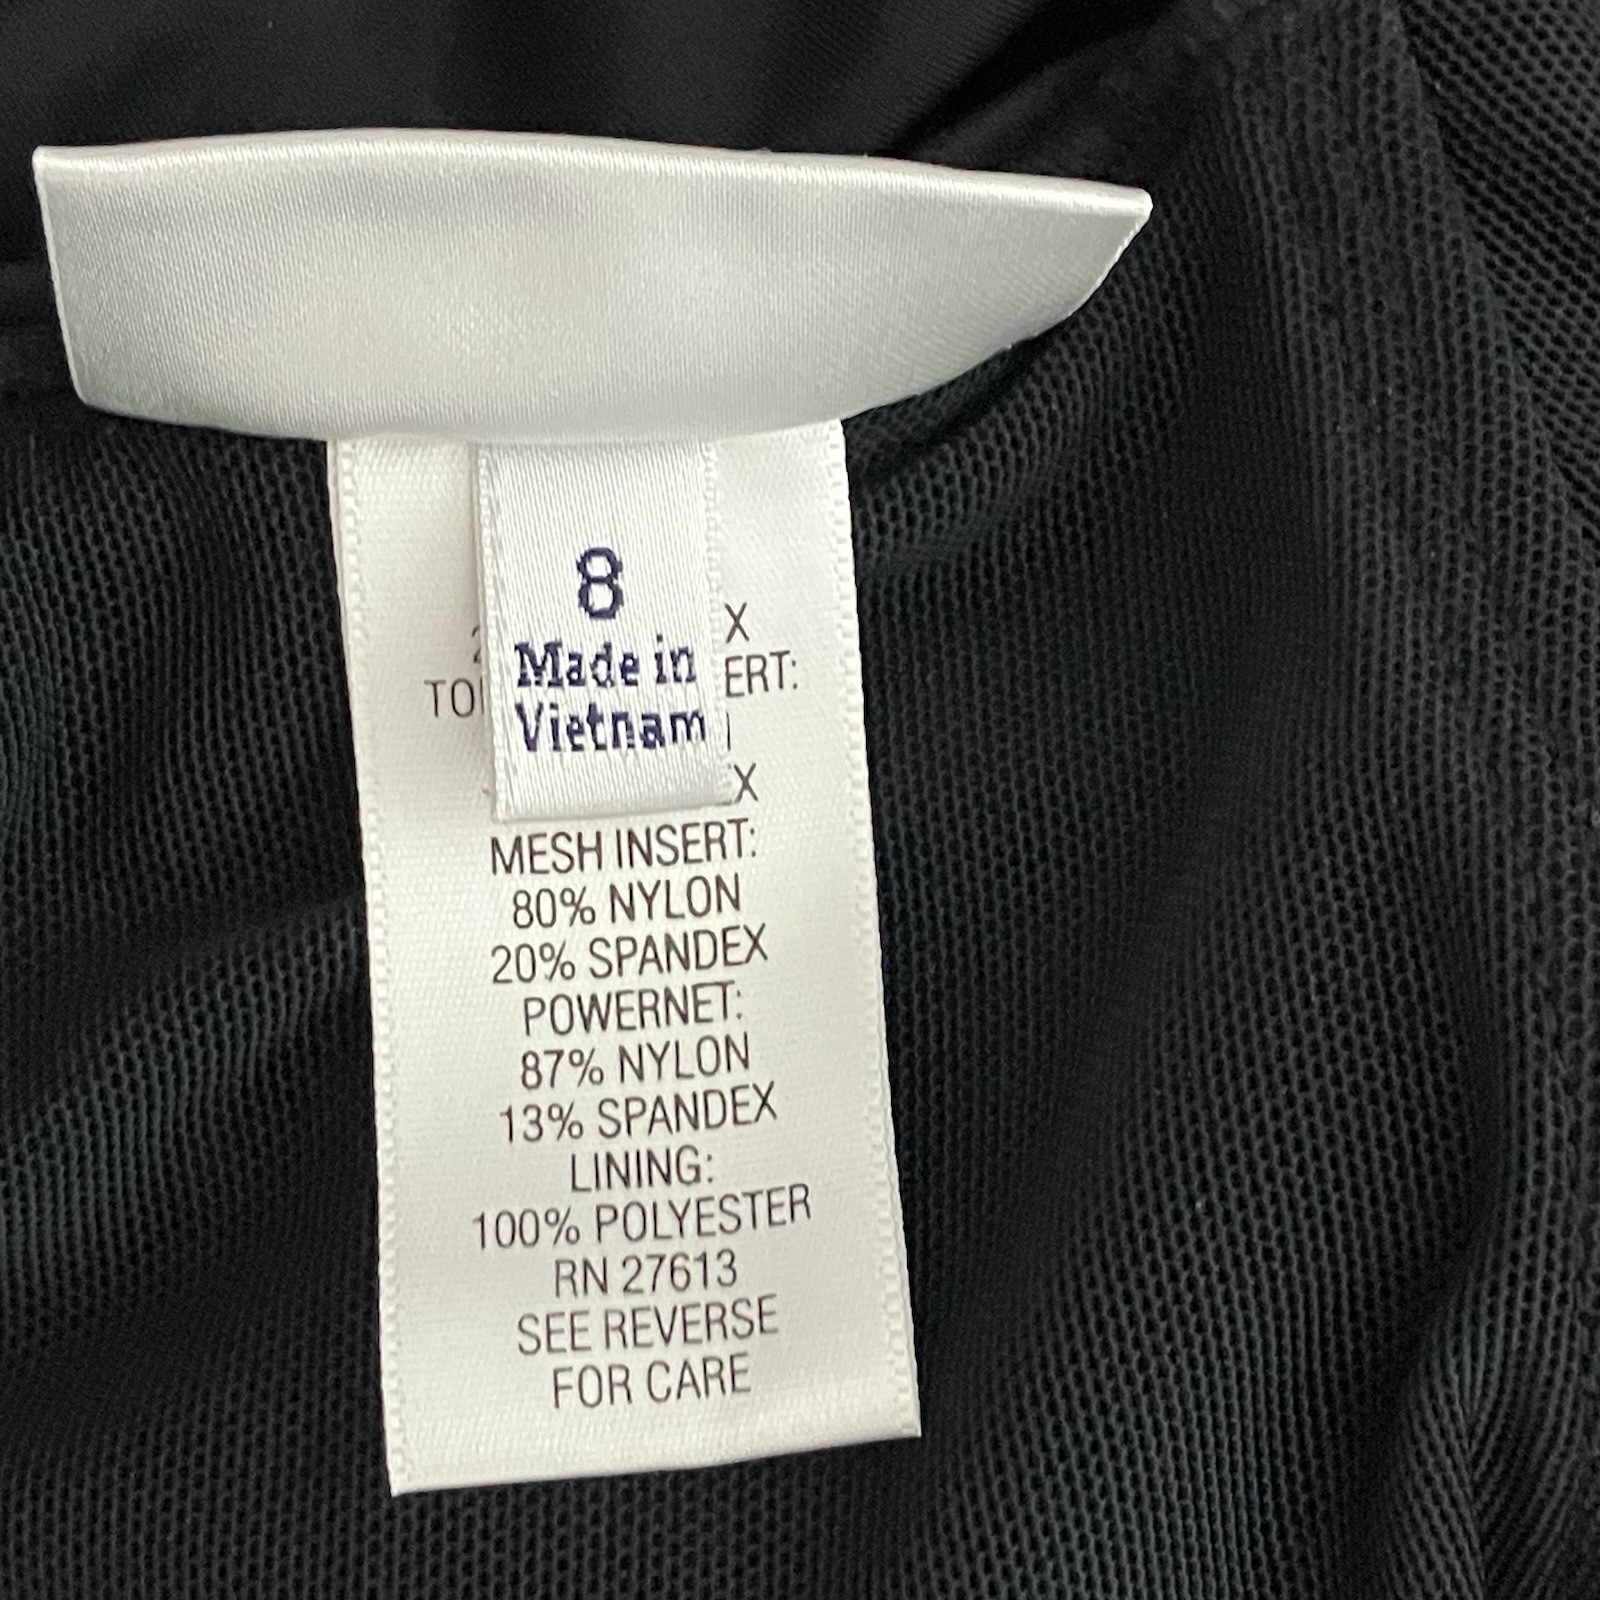 8
Made in
Vietnam
MESH INSERT:
80% NYLON
20% SPANDEX
POWERNET:
87% NYLON
13% SPANDEX
LINING:
100% POLYESTER
RN 27613
SEE REVERSE
FOR CARE